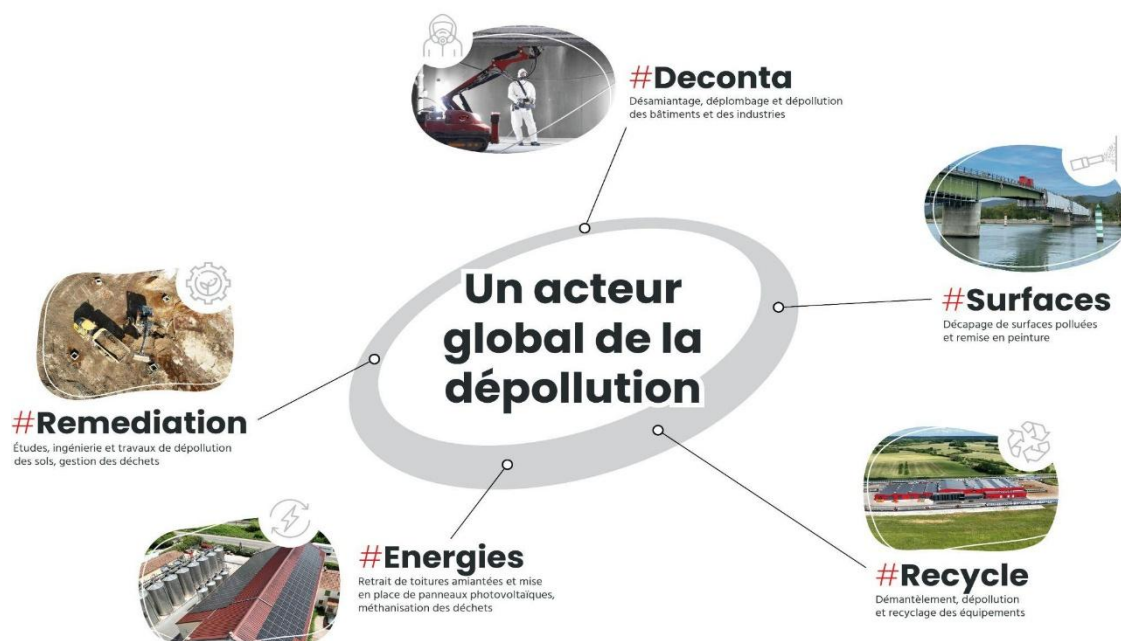 #Deconta
Désamiantage, déplombage et dépollution
des bâtiments et des industries
#Surfaces
Décapage de surfaces polluées
et remise en peinture
Un acteur
global de la
dépollution
#Remediation
Études, ingénierie et travaux de dépollution
des sols, gestion des déchets
#Energies
Retrait de toitures amiantées et mise
en place de panneaux photovoltaïques,
méthanisation des déchets
#Recycle
Démantèlement, dépollution
et recyclage des équipements